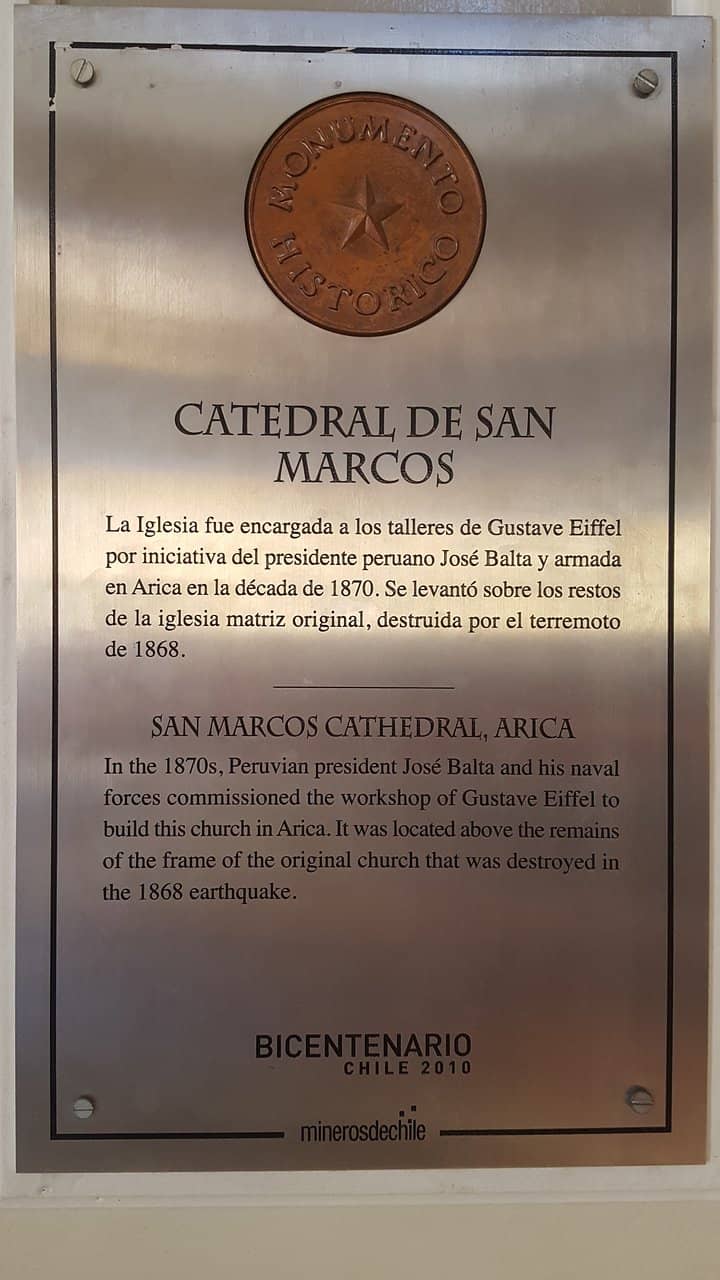 MONUMENTO
HISTORICO
CATEDRAL DE SAN
MARCOS
La Iglesia fue encargada a los talleres de Gustave Eiffel
por iniciativa del presidente peruano José Balta y armada
en Arica en la década de 1870. Se levantó sobre los restos
de la iglesia matriz original, destruida por el terremoto
de 1868.
SAN MARCOS CATHEDRAL, ARICA
In the 1870s, Peruvian president José Balta and his naval
forces commissioned the workshop of Gustave Eiffel to
build this church in Arica. It was located above the remains
of the frame of the original church that was destroyed in
the 1868 earthquake.
BICENTENARIO
CHILE 2010
minerosdechile